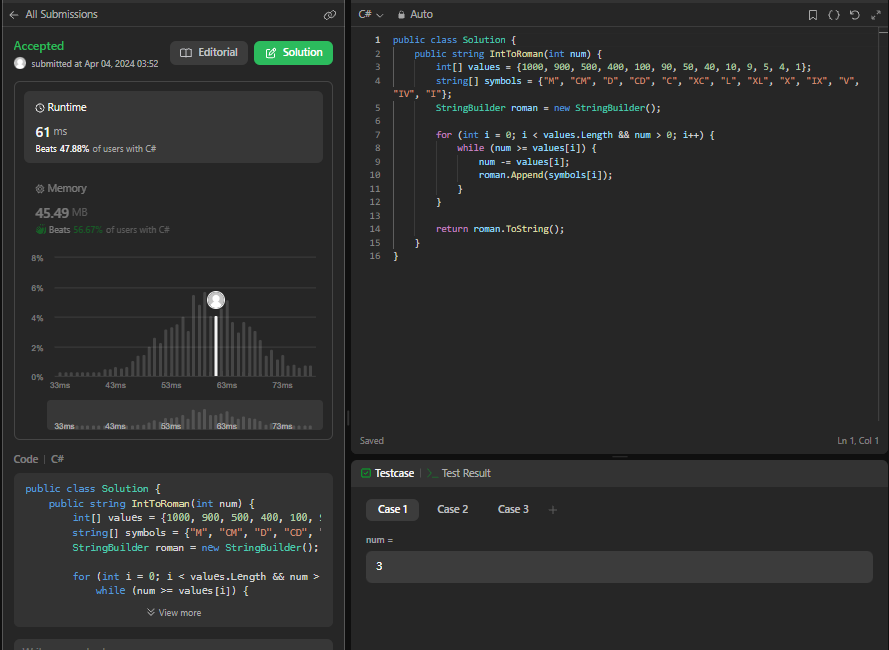 All Submissions
Accepted
submitted at Apr 04, 2024 03:52
Editorial
Solution
Runtime
61 ms
Beats 47.88% of users with C#
Memory
45.49 MB
Beats 56.67% of users with C#
8%
6%
4%
2%
0%
33ms 43ms 53ms 63ms 73ms
33ms 43ms 53ms 63ms 73ms
Code | C#
public class Solution {
public string IntToRoman(int num) {
int[] values = {1000, 900, 500, 400, 100, 9
string[] symbols = {"M", "CM", "D", "CD", "
StringBuilder roman = new StringBuilder();
for (int i = 0; i < values.Length && num >
while (num >= values[i]) {
View more
C# Auto
1 public class Solution {
2 public string IntToRoman(int num) {
3 int[] values = {1000, 900, 500, 400, 100, 90, 50, 40, 10, 9, 5, 4, 1};
4 string[] symbols = {"M", "CM", "D", "CD", "C", "XC", "L", "XL", "X", "IX", "V",
"IV", "I"};
5 StringBuilder roman = new StringBuilder();
6
7 for (int i = 0; i < values.Length && num > 0; i++) {
8 while (num >= values[i]) {
9 num -= values[i];
10 roman.Append(symbols[i]);
11 }
12 }
13
14 return roman.ToString();
15 }
16 }
Saved
Ln 1, Col 1
Testcase | Test Result
Case 1 Case 2 Case 3 +
num =
3